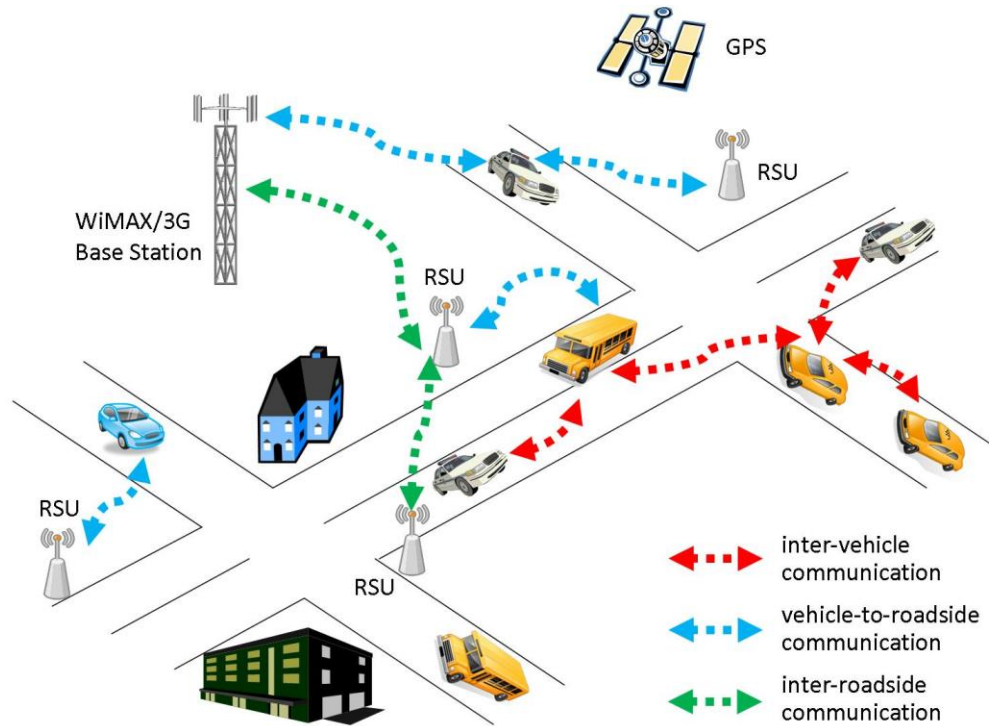 GPS
RSU
WiMAX/3G
Base Station
RSU
RSU
RSU
inter-vehicle
communication
vehicle-to-roadside
communication
inter-roadside
communication